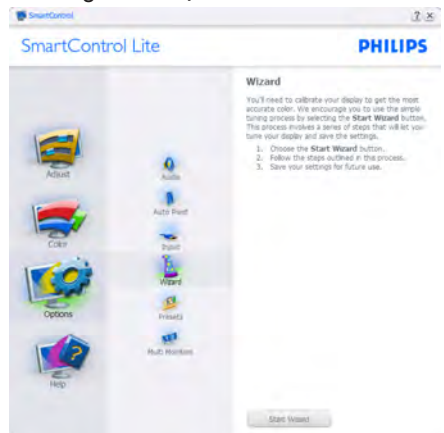 SmartControl
SmartControl Lite
PHILIPS
Adjust
Color
Options
Help
Audio
Auto Pivot
Input
Wizard
Presets
Multi Monitors
Wizard
You'll need to calibrate your display to get the most
accurate color. We encourage you to use the simple
tuning process by selecting the Start Wizard button.
This process involves a series of steps that will let you
tune your display and save the settings.
1. Choose the Start Wizard button.
2. Follow the steps outlined in the process.
3. Save your settings for future use.
Start Wizard